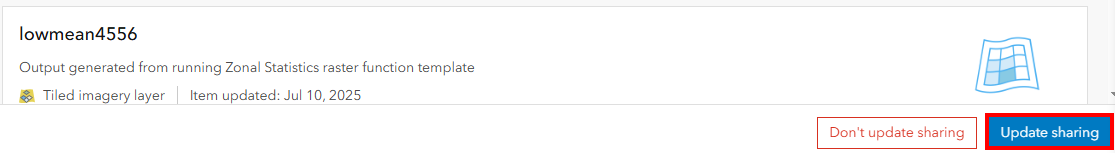 lowmean4556
Output generated from running Zonal Statistics raster function template
Tiled imagery layer Item updated: Jul 10, 2025
Don't update sharing Update sharing